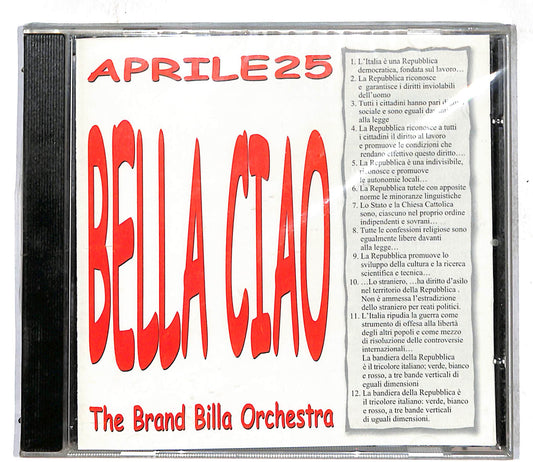 APRILE25
BELLA CIAO
The Brand Billa Orchestra
1. L'Italia è una Repubblica
democratica, fondata sul lavoro…
2. La Repubblica riconosce
e garantisce i diritti inviolabili
dell'uomo
3. Tutti i cittadini hanno pari
sociale e sono eguali
alla legge
4. La Repubblica riconosce a tutti
i cittadini il diritto al lavoro
e promuove le condizioni che
rendano effettivo questo diritto…
5. La Repubblica è una indivisibile,
riconosce e promuove
le autonomie locali…
6. La Repubblica tutele con apposite
norme le minoranze linguistiche
7. Lo Stato e la Chiesa Cattolica
sono, ciascuno nel proprio ordine
indipendenti e sovrani…
8. Tutte le confessioni religiose sono
egualmente libere davanti
alla legge…
9. La Repubblica promuove lo
sviluppo della cultura e la ricerca
scientifica e tecnica…
10. …Lo straniero, …ha diritto d'asilo
nel territorio della Repubblica .
Non è ammessa l'estradizione
dello straniero per reati politici.
11. L'Italia ripudia la guerra come
strumento di offesa alla libertà
degli altri popoli e come mezzo
di risoluzione delle controversie
internazionali…
La bandiera della Repubblica
è il tricolore italiano: verde, bianco
e rosso, a tre bande verticali di
eguali dimensioni
12. La bandiera della Repubblica è
il tricolore italiano: verde, bianco
e rosso, a tre bande verticali
di uguali dimensioni.